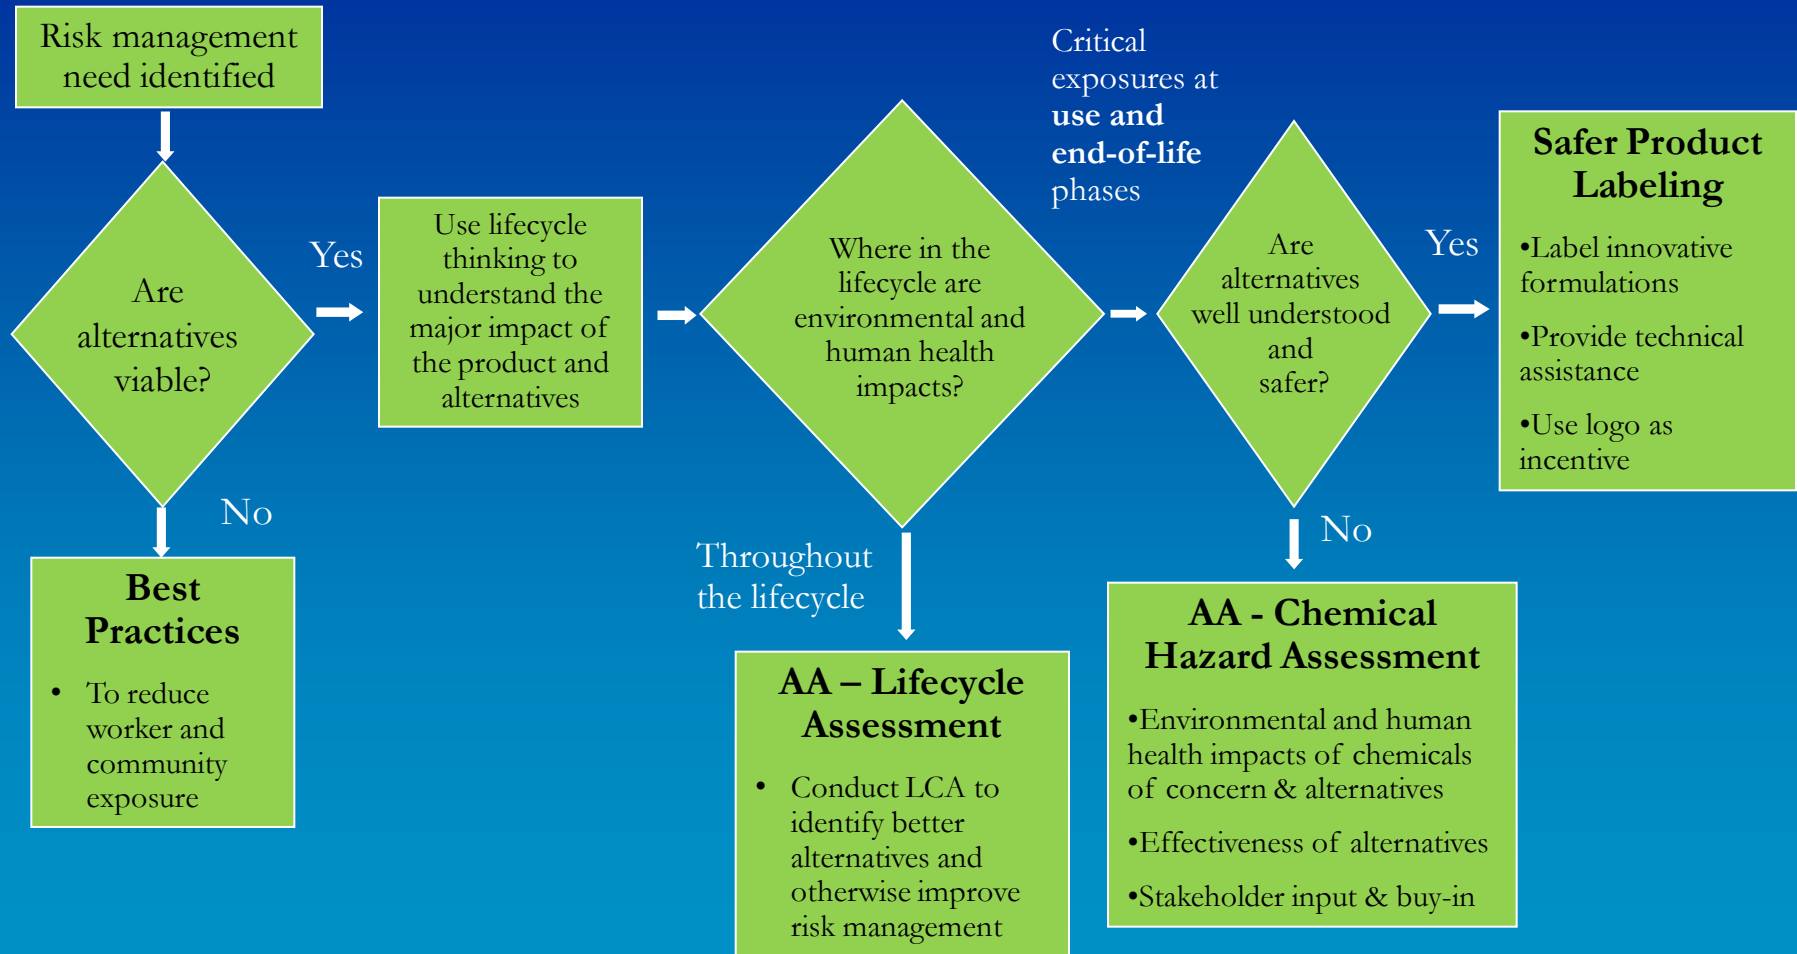 Risk management
need identified
Are
alternatives
viable?
Yes
No
Best
Practices
• To reduce
worker and
community
exposure
Use lifecycle
thinking to
understand the
major impact of
the product and
alternatives
Where in the
lifecycle are
environmental and
human health
impacts?
Throughout
the lifecycle
AA – Lifecycle
Assessment
• Conduct LCA to
identify better
alternatives and
otherwise improve
risk management
Critical
exposures at
use and
end-of-life
phases
Are
alternatives
well understood
and
safer?
Yes
No
AA - Chemical
Hazard Assessment
•Environmental and human
health impacts of chemicals
of concern & alternatives
•Effectiveness of alternatives
•Stakeholder input & buy-in
Safer Product
Labeling
•Label innovative
formulations
•Provide technical
assistance
•Use logo as
incentive